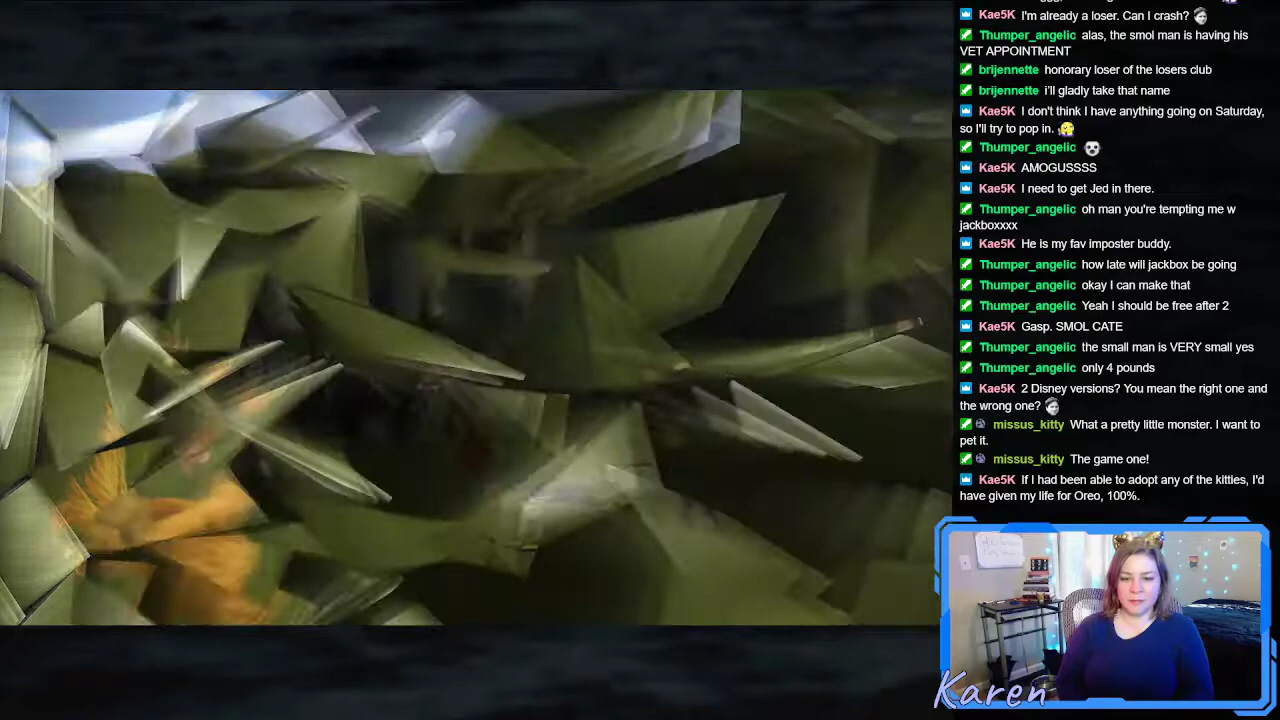 Kae5K I'm already a loser. Can I crash?
Thumper_angelic alas, the smol man is having his
VET APPOINTMENT
brijennette honorary loser of the losers club
brijennette i'll gladly take that name
Kae5K I don't think I have anything going on Saturday,
so I'll try to pop in.
Thumper_angelic
Kae5K AMOGUSSSS
Kae5K I need to get Jed in there.
Thumper_angelic oh man you're tempting me w
jackboxxxx
Kae5K He is my fav imposter buddy.
Thumper_angelic how late will jackbox be going
Thumper_angelic okay I can make that
Thumper_angelic Yeah I should be free after 2
Kae5K Gasp. SMOL CATE
Thumper_angelic the small man is VERY small yes
Thumper_angelic only 4 pounds
Kae5K 2 Disney versions? You mean the right one and
the wrong one?
missus_kitty What a pretty little monster. I want to
pet it.
missus_kitty The game one!
Kae5K If I had been able to adopt any of the kitties, I'd
have given my life for Oreo, 100%.
Karen